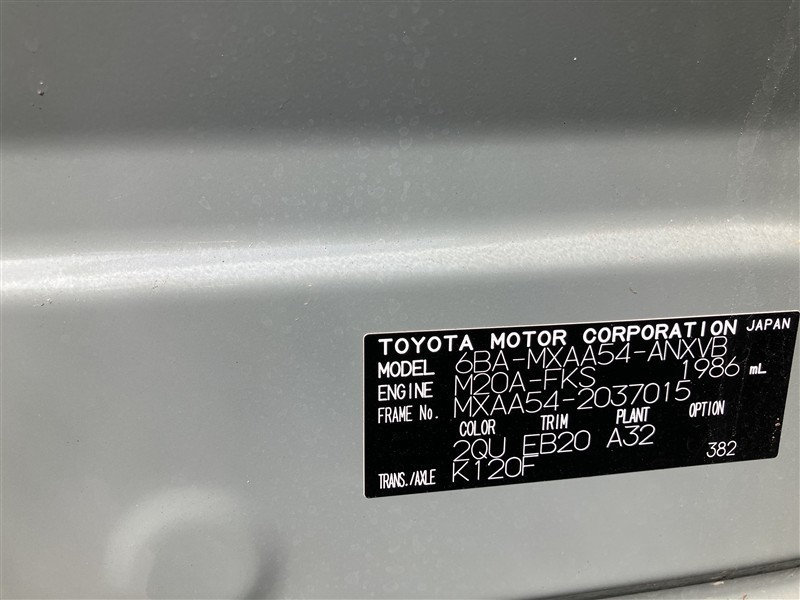 TOYOTA MOTOR CORPORATION JAPAN
MODEL 6BA-MXAA54-ANXVB
ENGINE M20A-FKS 1986 mL
FRAME No. MXAA54-2037015
COLOR TRIM PLANT OPTION
2QU EB20 A32
TRANS./AXLE K120F 382